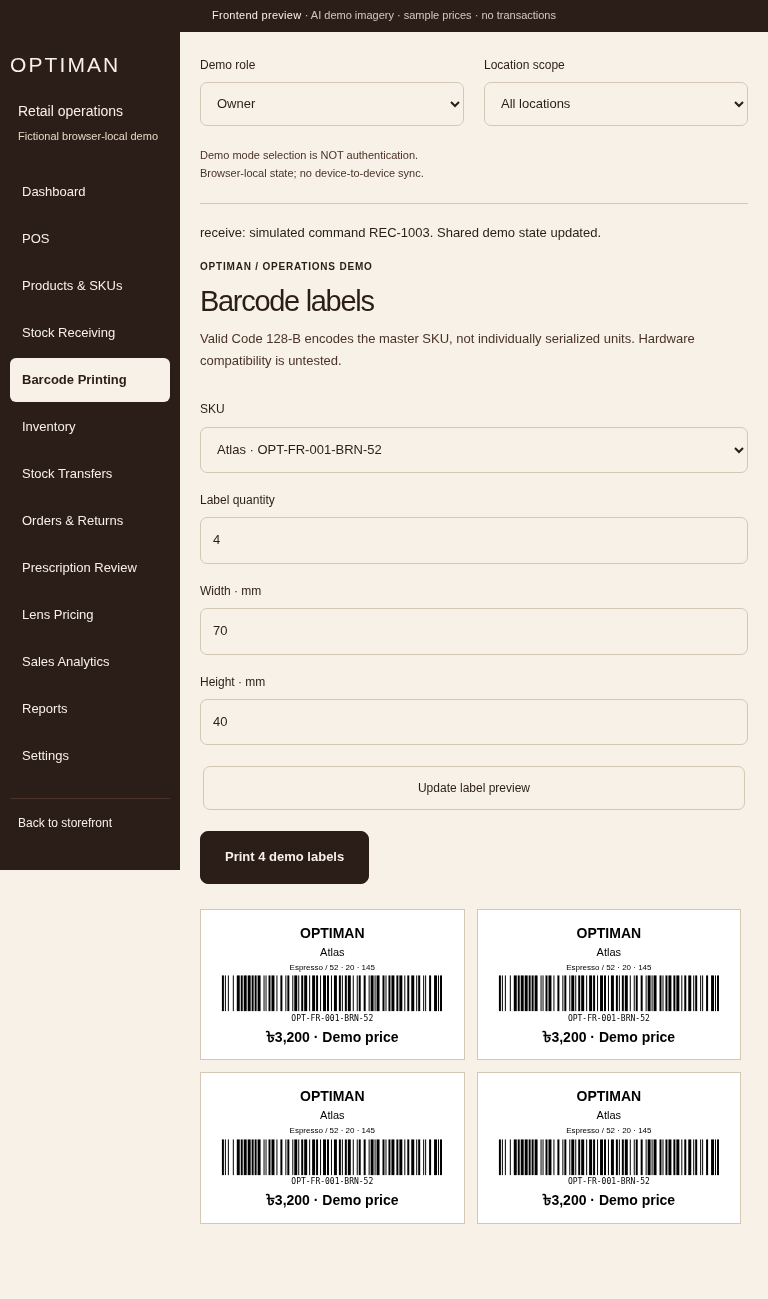 Frontend preview · AI demo imagery · sample prices · no transactions
OPTIMAN
Retail operations
Fictional browser-local demo
Dashboard
POS
Products & SKUs
Stock Receiving
Barcode Printing
Inventory
Stock Transfers
Orders & Returns
Prescription Review
Lens Pricing
Sales Analytics
Reports
Settings
Back to storefront
Demo role
Location scope
Owner
All locations
Demo mode selection is NOT authentication.
Browser-local state; no device-to-device sync.
receive: simulated command REC-1003. Shared demo state updated.
OPTIMAN / OPERATIONS DEMO
Barcode labels
Valid Code 128-B encodes the master SKU, not individually serialized units. Hardware
compatibility is untested.
SKU
Atlas · OPT-FR-001-BRN-52
Label quantity
4
Width · mm
70
Height · mm
40
Update label preview
Print 4 demo labels
OPTIMAN
Atlas
Espresso / 52 · 20 · 145
OPT-FR-001-BRN-52
৳3,200 · Demo price
OPTIMAN
Atlas
Espresso / 52 · 20 · 145
OPT-FR-001-BRN-52
৳3,200 · Demo price
OPTIMAN
Atlas
Espresso / 52 · 20 · 145
OPT-FR-001-BRN-52
৳3,200 · Demo price
OPTIMAN
Atlas
Espresso / 52 · 20 · 145
OPT-FR-001-BRN-52
৳3,200 · Demo price